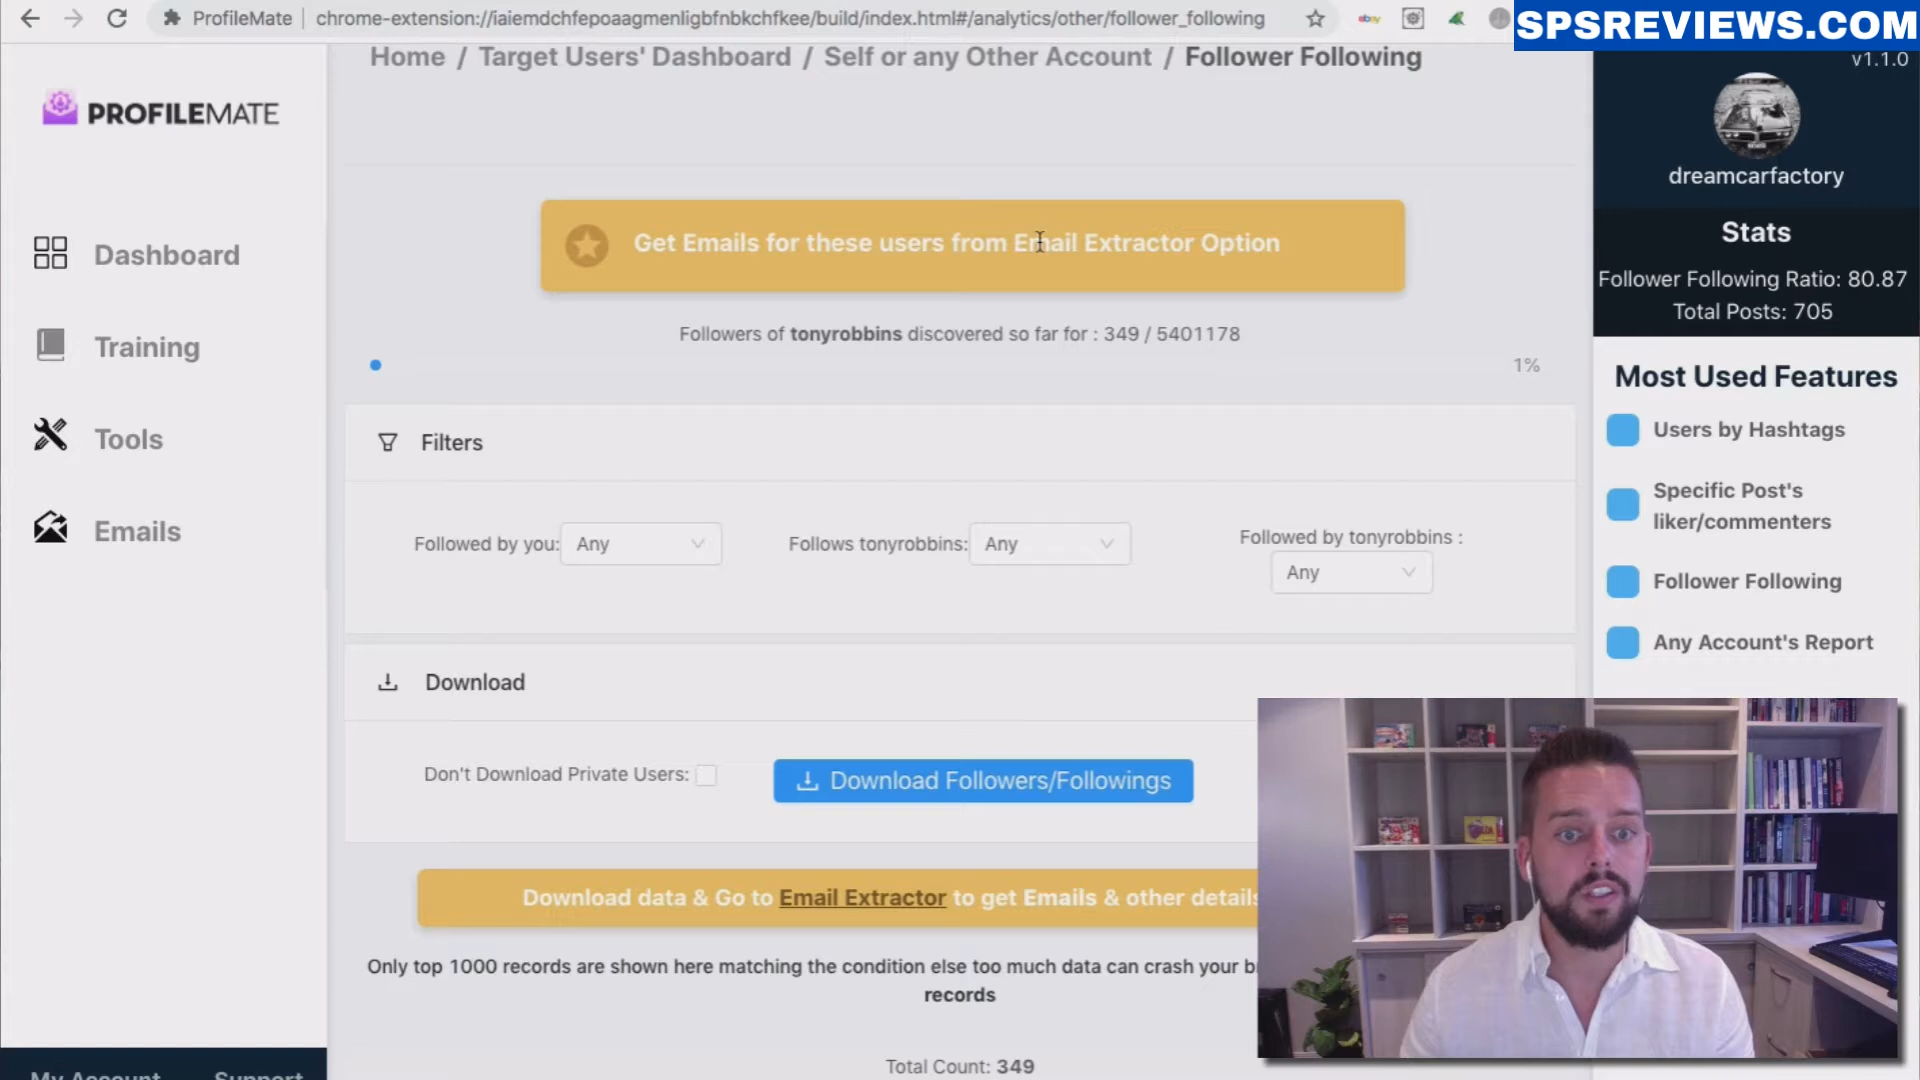 ProfileMate
chrome-extension://iaiemdchfepoaagmenligbfnbkchfkee/build/index.html#/analytics/other/follower_following
ebay
SPSREVIEWS.COM
Home / Target Users' Dashboard / Self or any Other Account / Follower Following
v1.1.0
PROFILEMATE
dreamcarfactory
Stats
Follower Following Ratio: 80.87
Total Posts: 705
Dashboard
Training
Tools
Emails
Get Emails for these users from Email Extractor Option
Followers of tonyrobbins discovered so far for : 349 / 5401178
1%
Filters
Followed by you: Any
Follows tonyrobbins: Any
Followed by tonyrobbins :
Any
Download
Don't Download Private Users:
Download Followers/Followings
Download data & Go to Email Extractor to get Emails & other details
Only top 1000 records are shown here matching the condition else too much data can crash your
records
Total Count: 349
Most Used Features
Users by Hashtags
Specific Post's
liker/commenters
Follower Following
Any Account's Report
My Account
Support